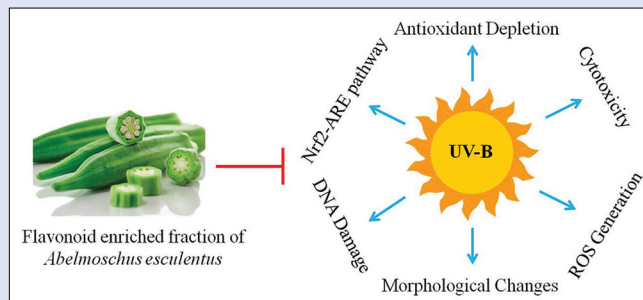 Antioxidant Depletion
Cytotoxicity
Nrf2-ARE pathway
UV-B
DNA Damage
ROS Generation
Morphological Changes
Flavonoid enriched fraction of
Abelmoschus esculentus